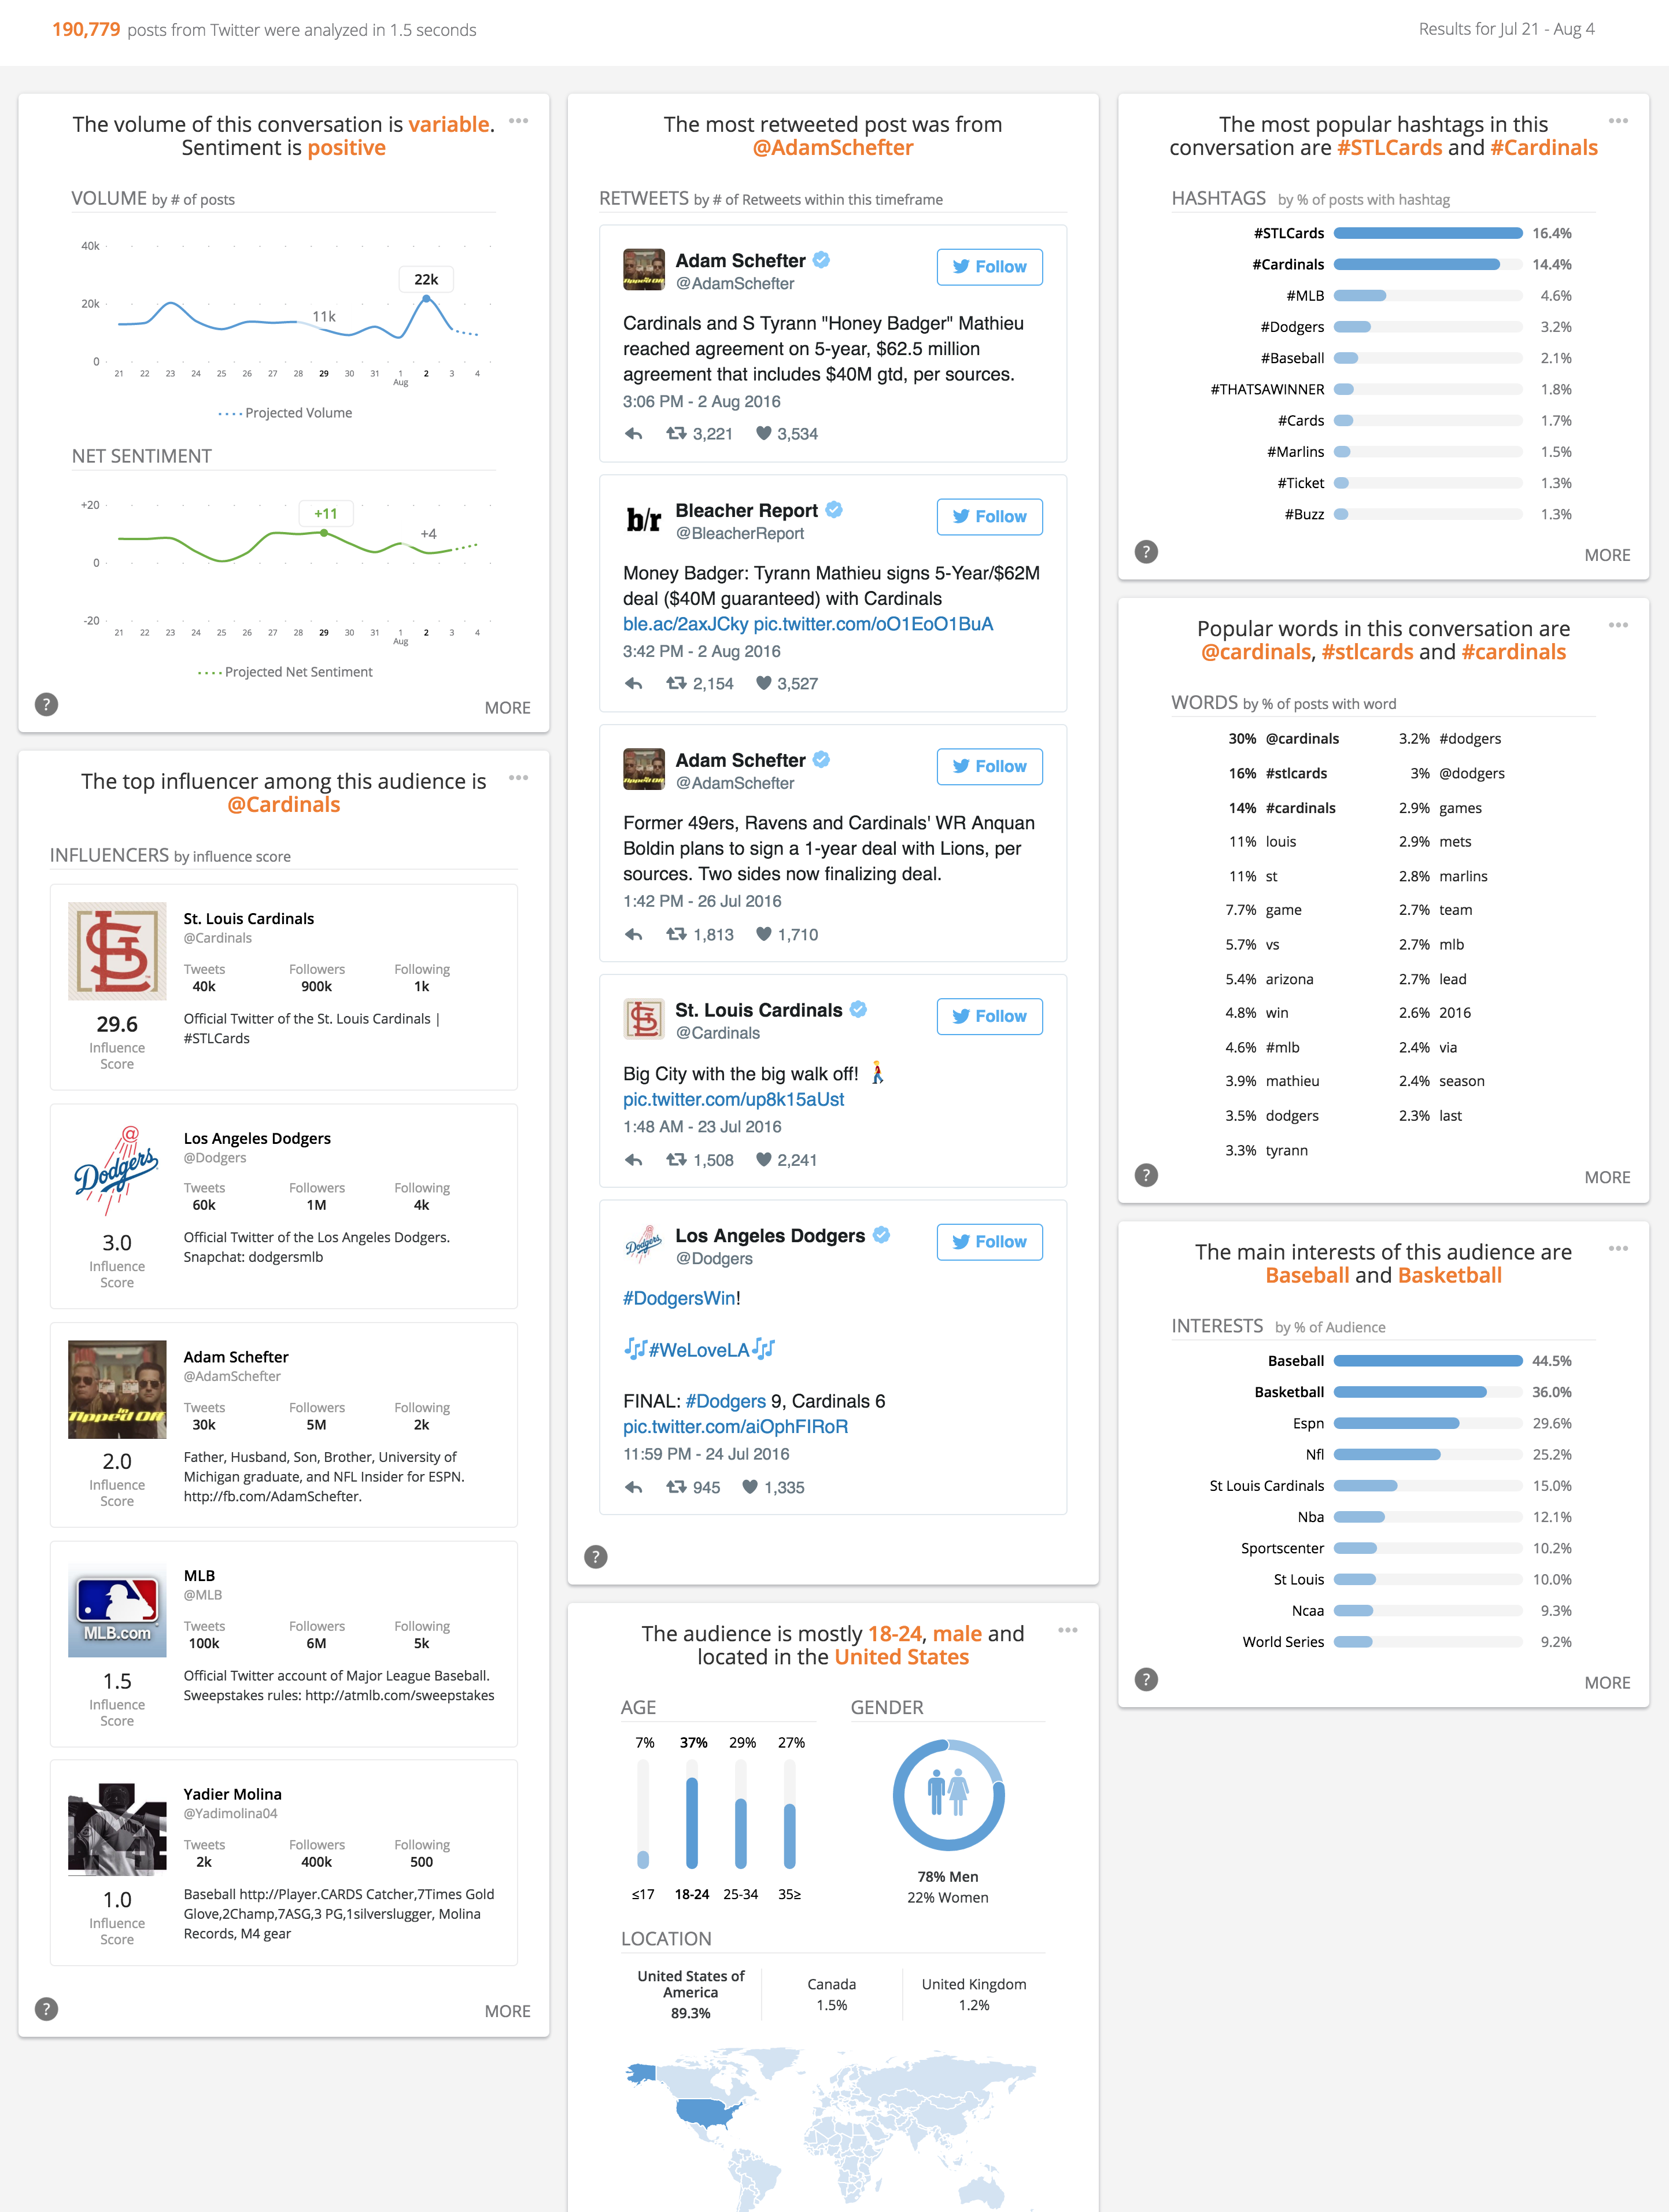 190,779 posts from Twitter were analyzed in 1.5 seconds
Results for Jul 21 - Aug 4
The volume of this conversation is variable.
Sentiment is positive
VOLUME by # of posts
40k
22k
20k
11k
0
21 22 23 24 25 26 27 28 29 30 31 1 2 3 4
Aug
Projected Volume
NET SENTIMENT
+20
+11
+4
0
-20
21 22 23 24 25 26 27 28 29 30 31 1 2 3 4
Aug
Projected Net Sentiment
?
MORE
The top influencer among this audience is
@Cardinals
INFLUENCERS by influence score
St. Louis Cardinals
@Cardinals
Tweets Followers Following
40k 900k 1k
29.6
Influence
Score
Official Twitter of the St. Louis Cardinals |
#STLCards
Dodgers
Los Angeles Dodgers
@Dodgers
Tweets Followers Following
60k 1M 4k
3.0
Influence
Score
Official Twitter of the Los Angeles Dodgers.
Snapchat: dodgersmlb
in
Tipped Off
Adam Schefter
@AdamSchefter
Tweets Followers Following
30k 5M 2k
2.0
Influence
Score
Father, Husband, Son, Brother, University of
Michigan graduate, and NFL Insider for ESPN.
http://fb.com/AdamSchefter.
MLB.com
MLB
@MLB
Tweets Followers Following
100k 6M 5k
1.5
Influence
Score
Official Twitter account of Major League Baseball.
Sweepstakes rules: http://atmlb.com/sweepstakes
Yadier Molina
@Yadimolina04
Tweets Followers Following
2k 400k 500
1.0
Influence
Score
Baseball http://Player.CARDS Catcher,7Times Gold
Glove,2Champ,7ASG,3 PG,1silverslugger, Molina
Records, M4 gear
?
MORE
The most retweeted post was from
@AdamSchefter
RETWEETS by # of Retweets within this timeframe
Adam Schefter
@AdamSchefter
Follow
Cardinals and S Tyrann "Honey Badger" Mathieu
reached agreement on 5-year, $62.5 million
agreement that includes $40M gtd, per sources.
3:06 PM - 2 Aug 2016
3,221 3,534
b/r
Bleacher Report
@BleacherReport
Follow
Money Badger: Tyrann Mathieu signs 5-Year/$62M
deal ($40M guaranteed) with Cardinals
ble.ac/2axJCky pic.twitter.com/oO1EoO1BuA
3:42 PM - 2 Aug 2016
2,154 3,527
Adam Schefter
@AdamSchefter
Follow
Former 49ers, Ravens and Cardinals' WR Anquan
Boldin plans to sign a 1-year deal with Lions, per
sources. Two sides now finalizing deal.
1:42 PM - 26 Jul 2016
1,813 1,710
St. Louis Cardinals
@Cardinals
Follow
Big City with the big walk off! 🚶
pic.twitter.com/up8k15aUst
1:48 AM - 23 Jul 2016
1,508 2,241
Dodgers
Los Angeles Dodgers
@Dodgers
Follow
#DodgersWin!
🎶#WeLoveLA🎶
FINAL: #Dodgers 9, Cardinals 6
pic.twitter.com/aiOphFIRoR
11:59 PM - 24 Jul 2016
945 1,335
?
The audience is mostly 18-24, male and
located in the United States
AGE
7% 37% 29% 27%
≤17 18-24 25-34 35≥
GENDER
78% Men
22% Women
LOCATION
United States of
America
89.3%
Canada
1.5%
United Kingdom
1.2%
The most popular hashtags in this
conversation are #STLCards and #Cardinals
HASHTAGS by % of posts with hashtag
#STLCards 16.4%
#Cardinals 14.4%
#MLB 4.6%
#Dodgers 3.2%
#Baseball 2.1%
#THATSAWINNER 1.8%
#Cards 1.7%
#Marlins 1.5%
#Ticket 1.3%
#Buzz 1.3%
?
MORE
Popular words in this conversation are
@cardinals, #stlcards and #cardinals
WORDS by % of posts with word
30% @cardinals 3.2% #dodgers
16% #stlcards 3% @dodgers
14% #cardinals 2.9% games
11% louis 2.9% mets
11% st 2.8% marlins
7.7% game 2.7% team
5.7% vs 2.7% mlb
5.4% arizona 2.7% lead
4.8% win 2.6% 2016
4.6% #mlb 2.4% via
3.9% mathieu 2.4% season
3.5% dodgers 2.3% last
3.3% tyrann
?
MORE
The main interests of this audience are
Baseball and Basketball
INTERESTS by % of Audience
Baseball 44.5%
Basketball 36.0%
Espn 29.6%
Nfl 25.2%
St Louis Cardinals 15.0%
Nba 12.1%
Sportscenter 10.2%
St Louis 10.0%
Ncaa 9.3%
World Series 9.2%
?
MORE